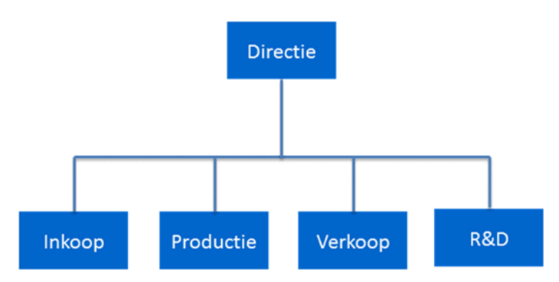 Directie
Inkoop
Productie
Verkoop
R&D